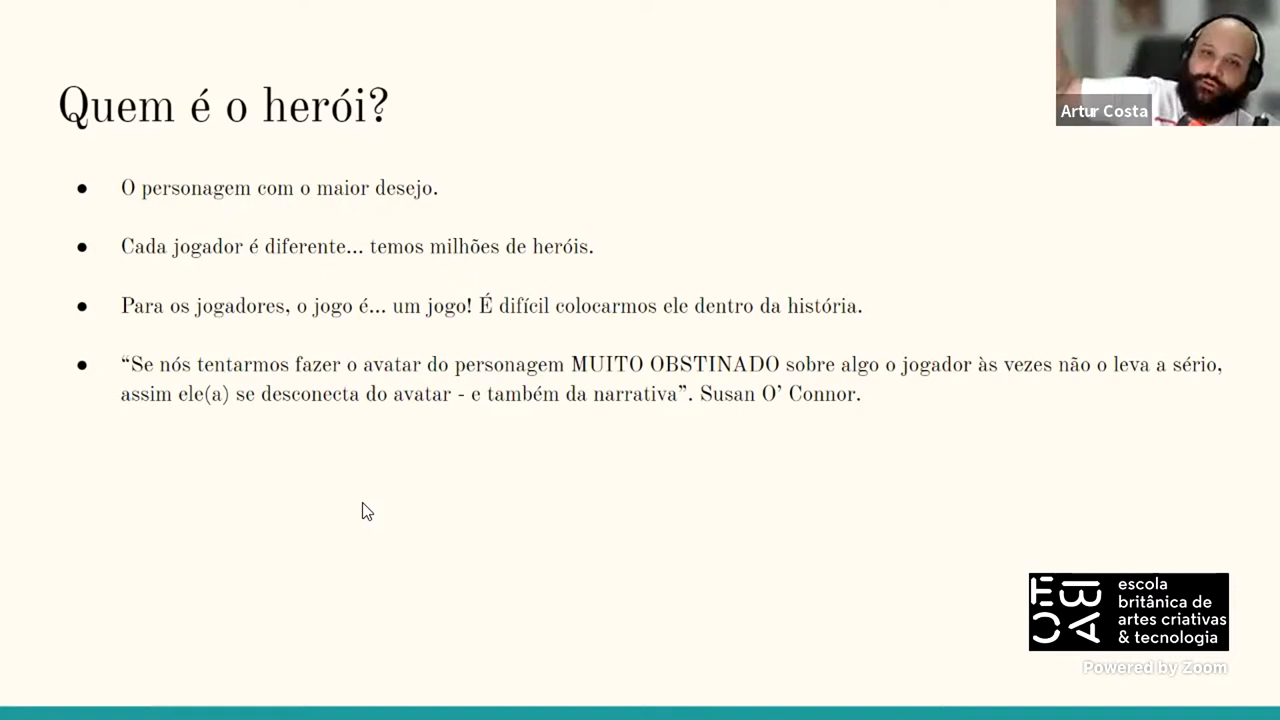 Quem é o herói?
Artur Costa
● O personagem com o maior desejo.
● Cada jogador é diferente... temos milhões de heróis.
● Para os jogadores, o jogo é... um jogo! É difícil colocarmos ele dentro da história.
● “Se nós tentarmos fazer o avatar do personagem MUITO OBSTINADO sobre algo o jogador às vezes não o leva a sério,
assim ele(a) se desconecta do avatar - e também da narrativa”. Susan O’ Connor.
escola
britânica de
artes criativas
& tecnologia
Powered by Zoom